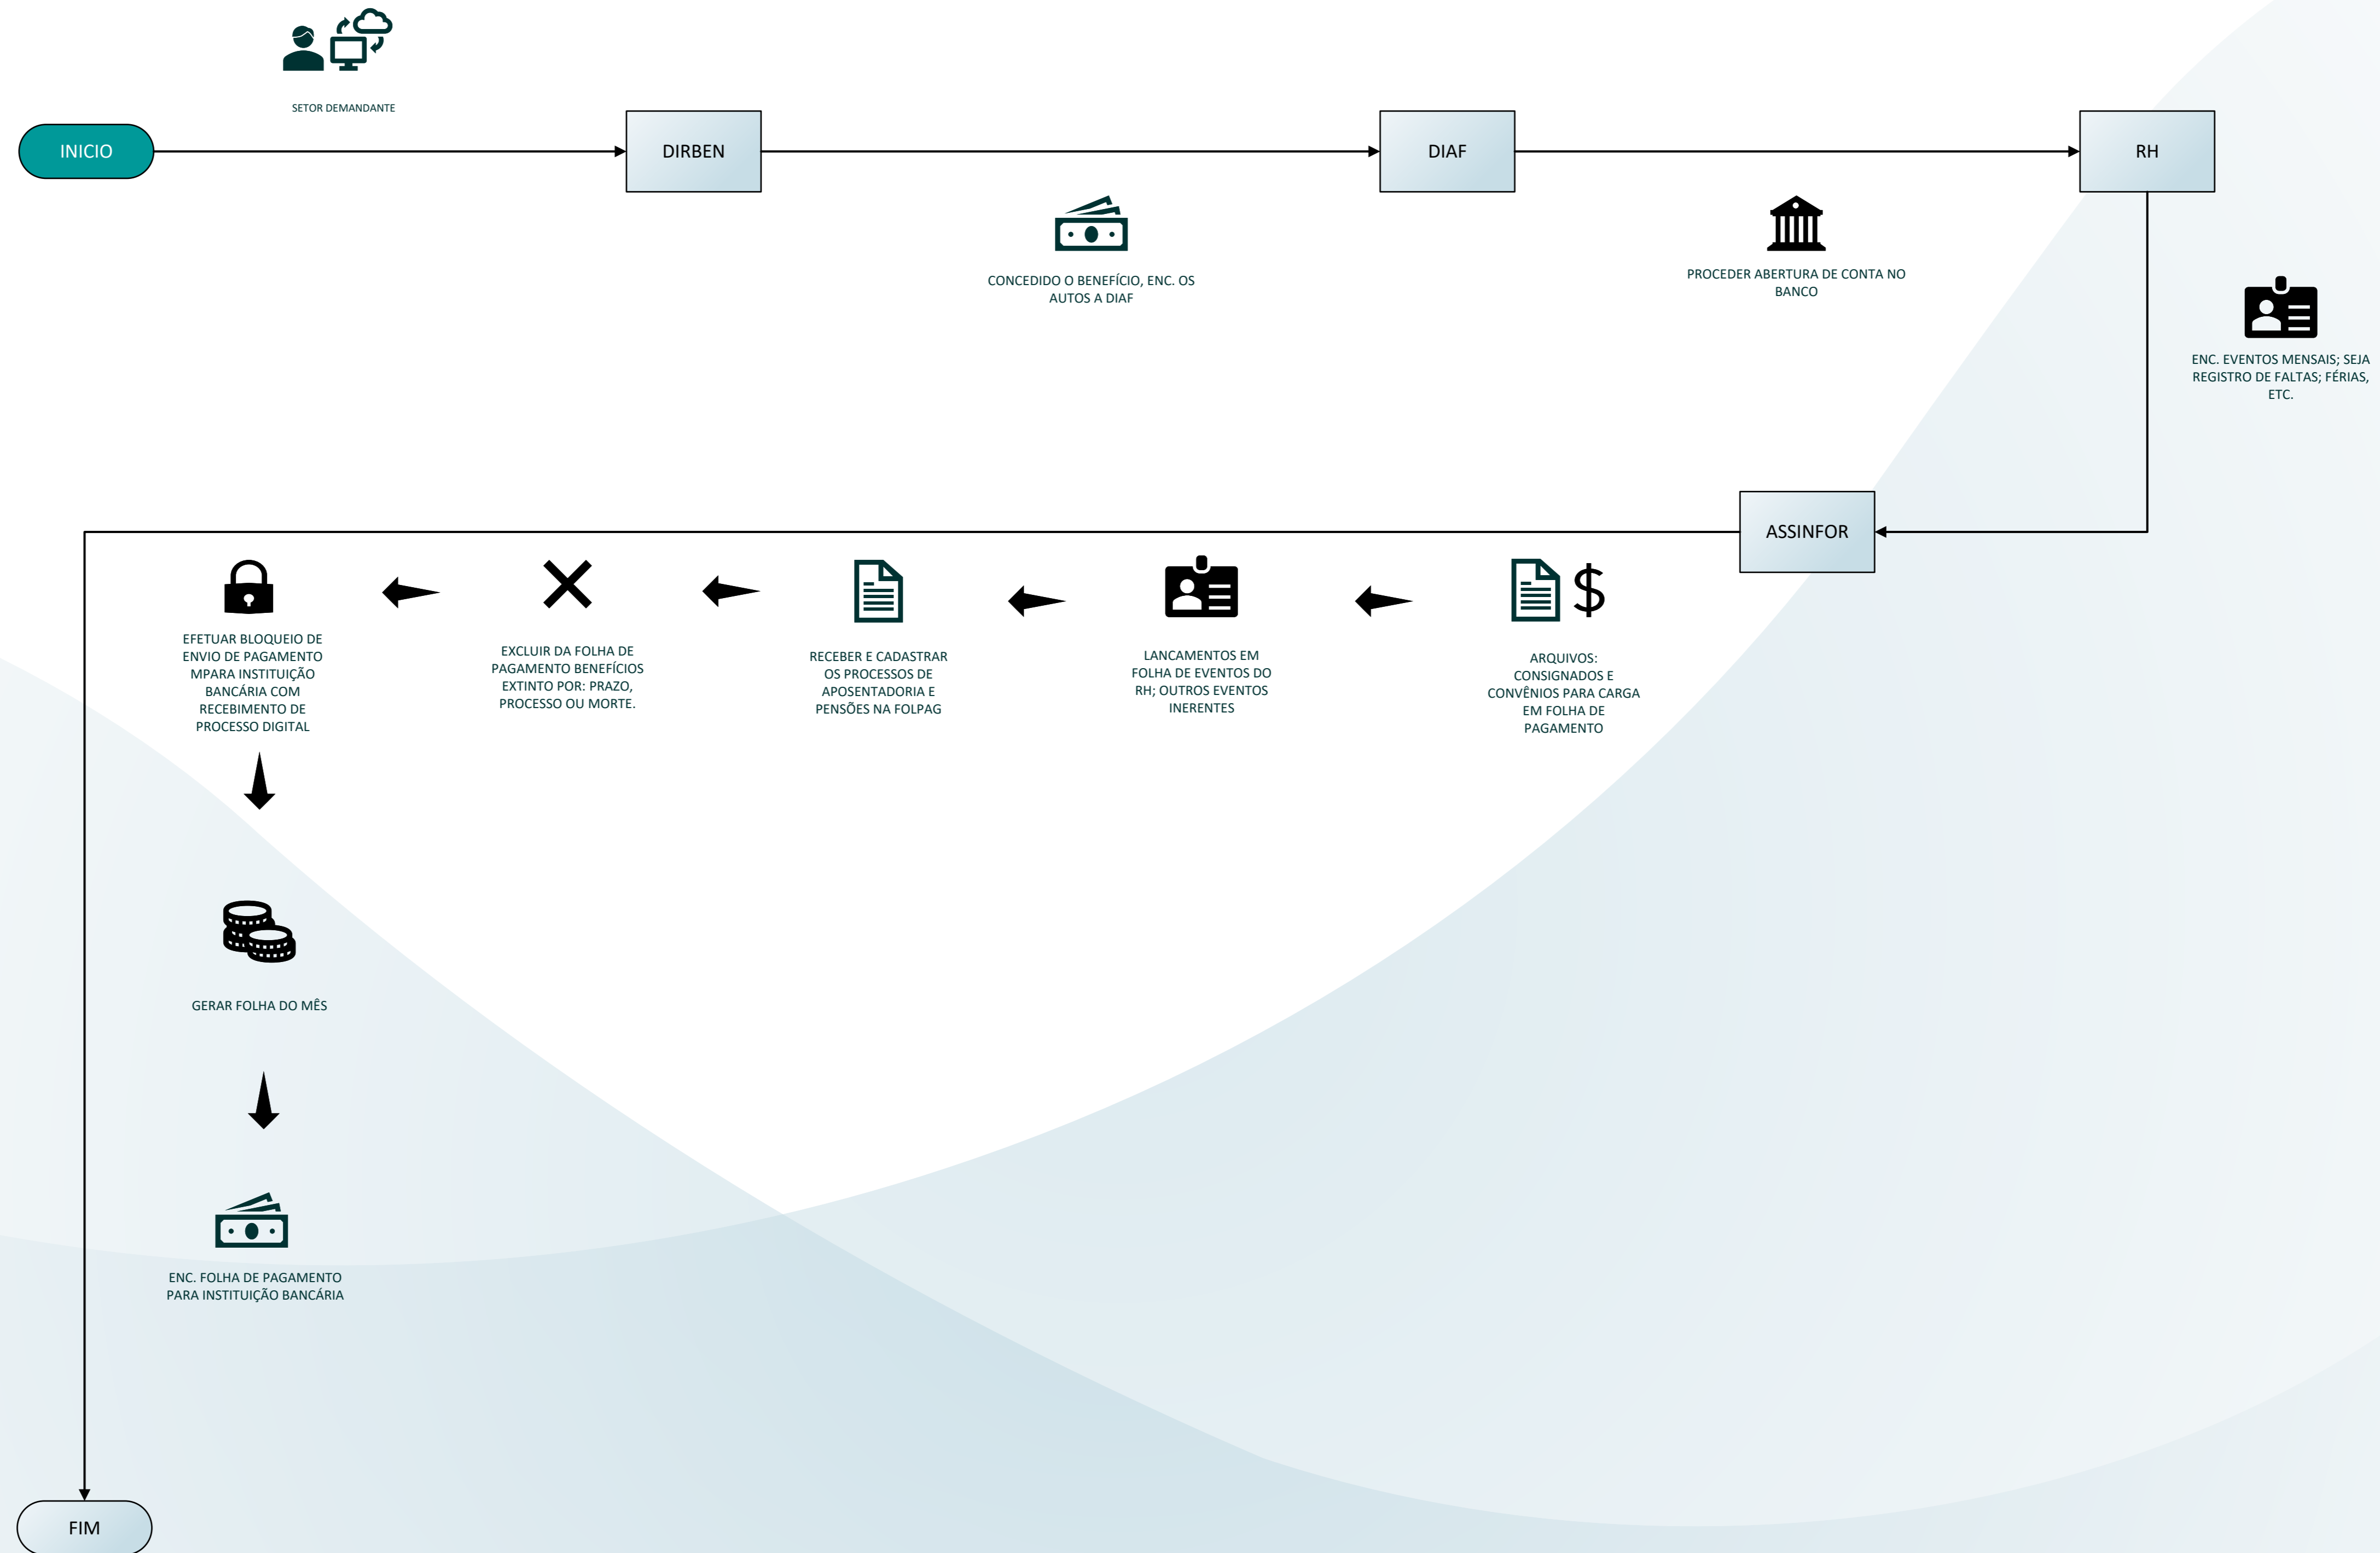 SETOR DEMANDANTE
INICIO
DIRBEN
DIAF
RH
CONCEDIDO O BENEFÍCIO, ENC. OS
AUTOS A DIAF
PROCEDER ABERTURA DE CONTA NO
BANCO
ENC. EVENTOS MENSAIS; SEJA
REGISTRO DE FALTAS; FÉRIAS,
ETC.
ASSINFOR
ARQUIVOS:
CONSIGNADOS E
CONVÊNIOS PARA CARGA
EM FOLHA DE
PAGAMENTO
LANCAMENTOS EM
FOLHA DE EVENTOS DO
RH; OUTROS EVENTOS
INERENTES
RECEBER E CADASTRAR
OS PROCESSOS DE
APOSENTADORIA E
PENSÕES NA FOLPAG
EXCLUIR DA FOLHA DE
PAGAMENTO BENEFÍCIOS
EXTINTO POR: PRAZO,
PROCESSO OU MORTE.
EFETUAR BLOQUEIO DE
ENVIO DE PAGAMENTO
MPARA INSTITUIÇÃO
BANCÁRIA COM
RECEBIMENTO DE
PROCESSO DIGITAL
GERAR FOLHA DO MÊS
ENC. FOLHA DE PAGAMENTO
PARA INSTITUIÇÃO BANCÁRIA
FIM